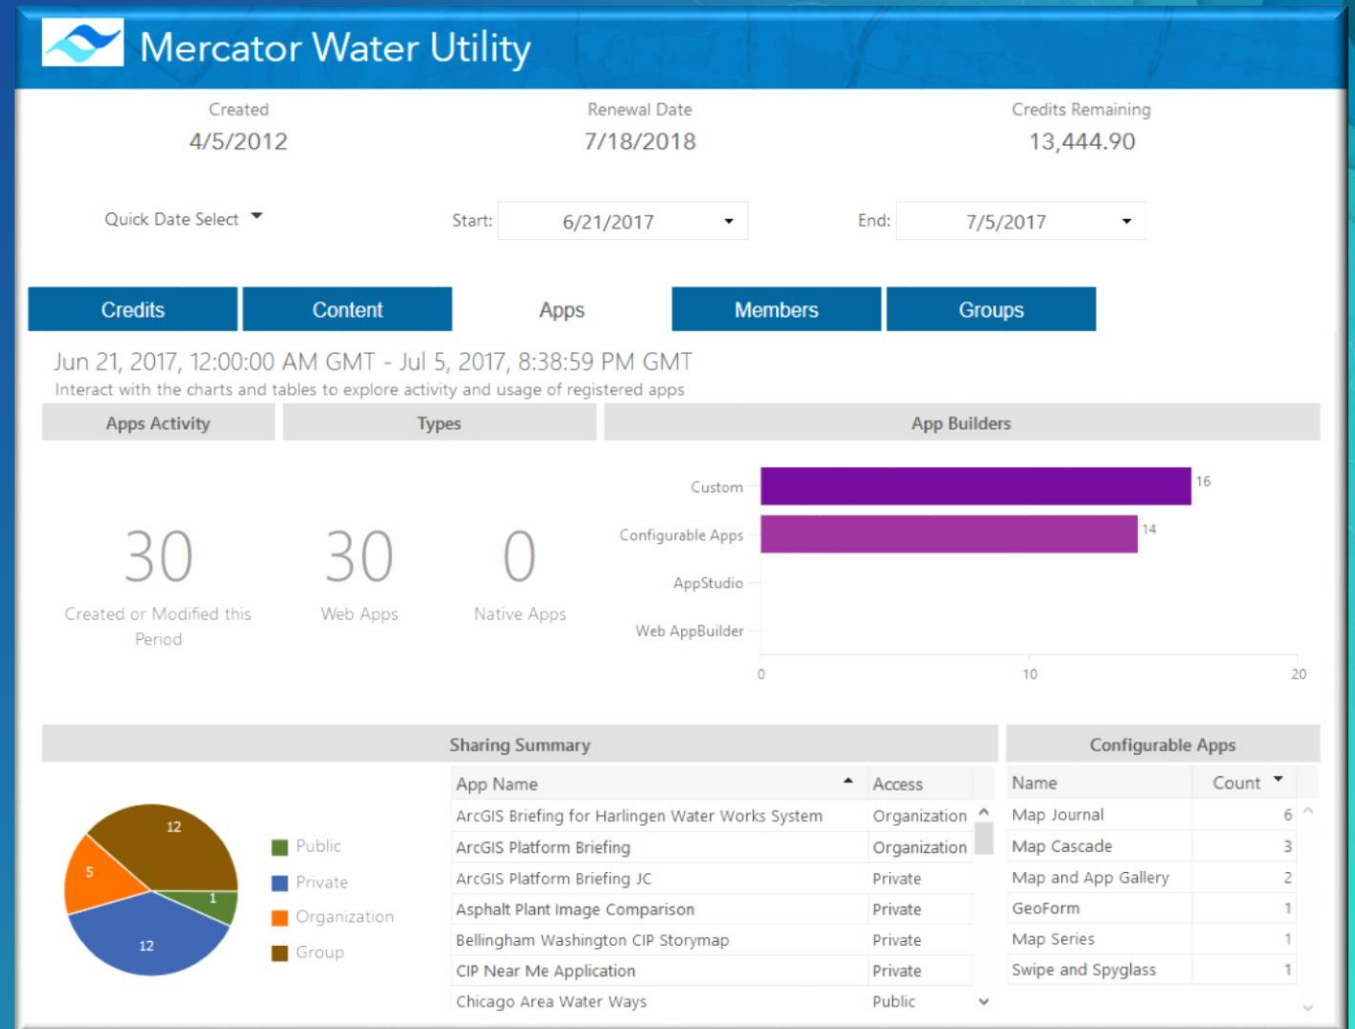 Mercator Water Utility
Created
4/5/2012
Renewal Date
7/18/2018
Credits Remaining
13,444.90
Quick Date Select
Start: 6/21/2017
End: 7/5/2017
Credits
Content
Apps
Members
Groups
Jun 21, 2017, 12:00:00 AM GMT - Jul 5, 2017, 8:38:59 PM GMT
Interact with the charts and tables to explore activity and usage of registered apps
Apps Activity
30
Created or Modified this
Period
Types
30
Web Apps
0
Native Apps
App Builders
Custom 16
Configurable Apps 14
AppStudio
Web AppBuilder
0 10 20
Sharing Summary
12
5
1
12
Public
Private
Organization
Group
App Name Access
ArcGIS Briefing for Harlingen Water Works System Organization
ArcGIS Platform Briefing Organization
ArcGIS Platform Briefing JC Private
Asphalt Plant Image Comparison Private
Bellingham Washington CIP Storymap Private
CIP Near Me Application Private
Chicago Area Water Ways Public
Configurable Apps
Name Count
Map Journal 6
Map Cascade 3
Map and App Gallery 2
GeoForm 1
Map Series 1
Swipe and Spyglass 1